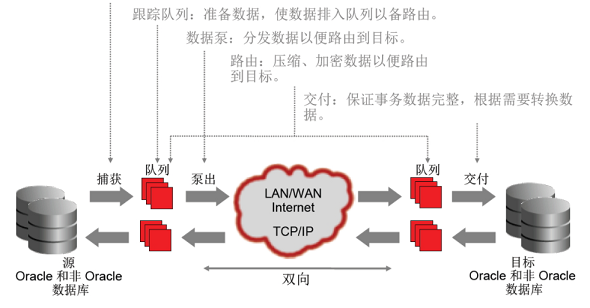 跟踪队列：准备数据，使数据排入队列以备路由。
数据泵：分发数据以便路由到目标。
路由：压缩、加密数据以便路由
到目标。
交付：保证事务数据完整，根据需要转换数
据。
捕获
队列
泵出
LAN/WAN
Internet
TCP/IP
队列
交付
源
Oracle 和非 Oracle
数据库
双向
目标
Oracle 和非 Oracle
数据库